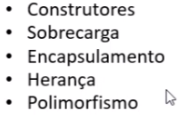 • Construtores
• Sobrecarga
• Encapsulamento
• Herança
• Polimorfismo